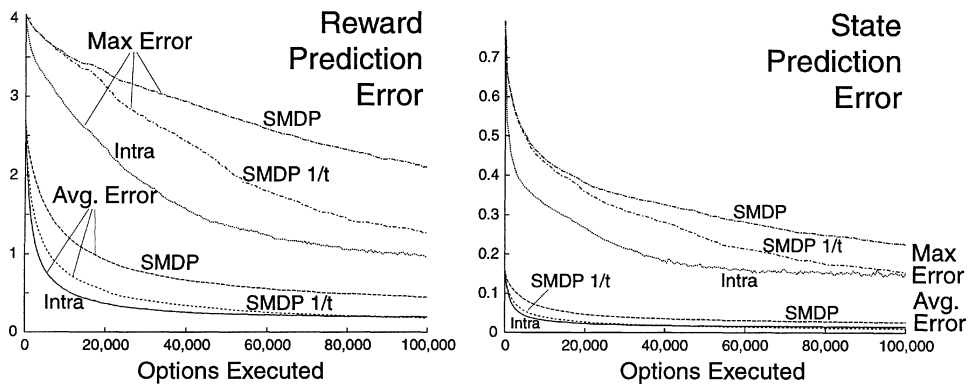 Reward
Prediction
Error
4
3
2
1
0
Max Error
SMDP
SMDP 1/t
Intra
Avg. Error
SMDP
SMDP 1/t
Intra
0 20,000 40,000 60,000 80,000 100,000
Options Executed
State
Prediction
Error
0.7
0.6
0.5
0.4
0.3
0.2
0.1
0
SMDP
SMDP 1/t
Intra
Max
Error
SMDP 1/t
SMDP
Intra
Avg.
Error
0 20,000 40,000 60,000 80,000 100,000
Options Executed